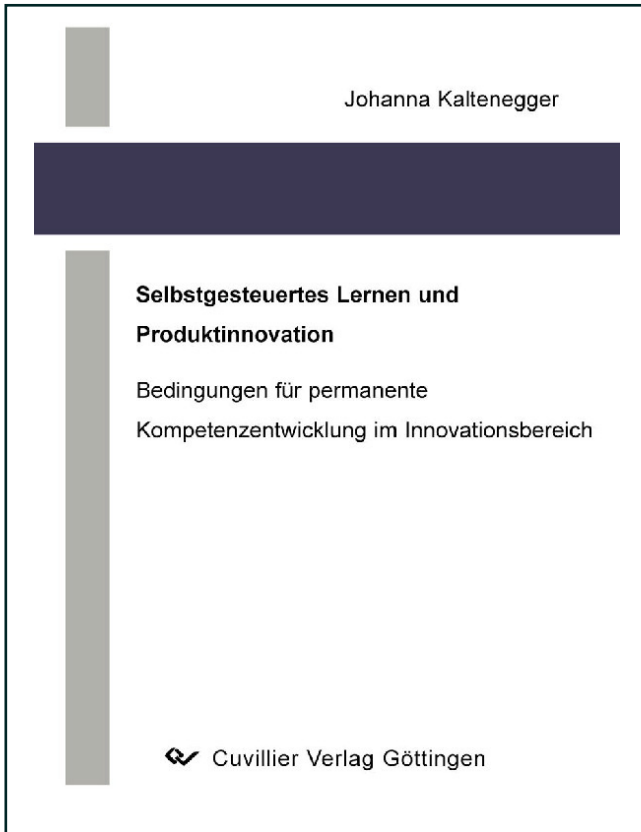 Johanna Kaltenegger
Selbstgesteuertes Lernen und
Produktinnovation
Bedingungen für permanente
Kompetenzentwicklung im Innovationsbereich
Cuvillier Verlag Göttingen